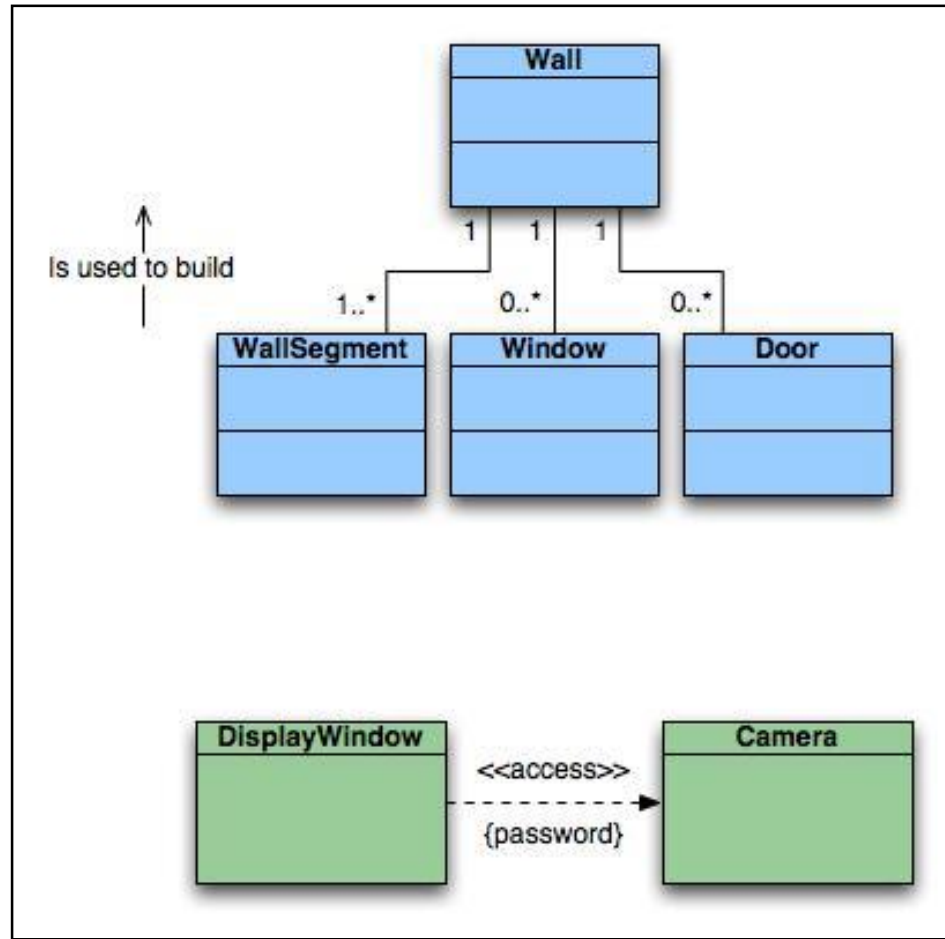 Wall
1 1 1
Is used to build
1..* 0..* 0..*
WallSegment Window Door
DisplayWindow Camera
<<access>>
{password}